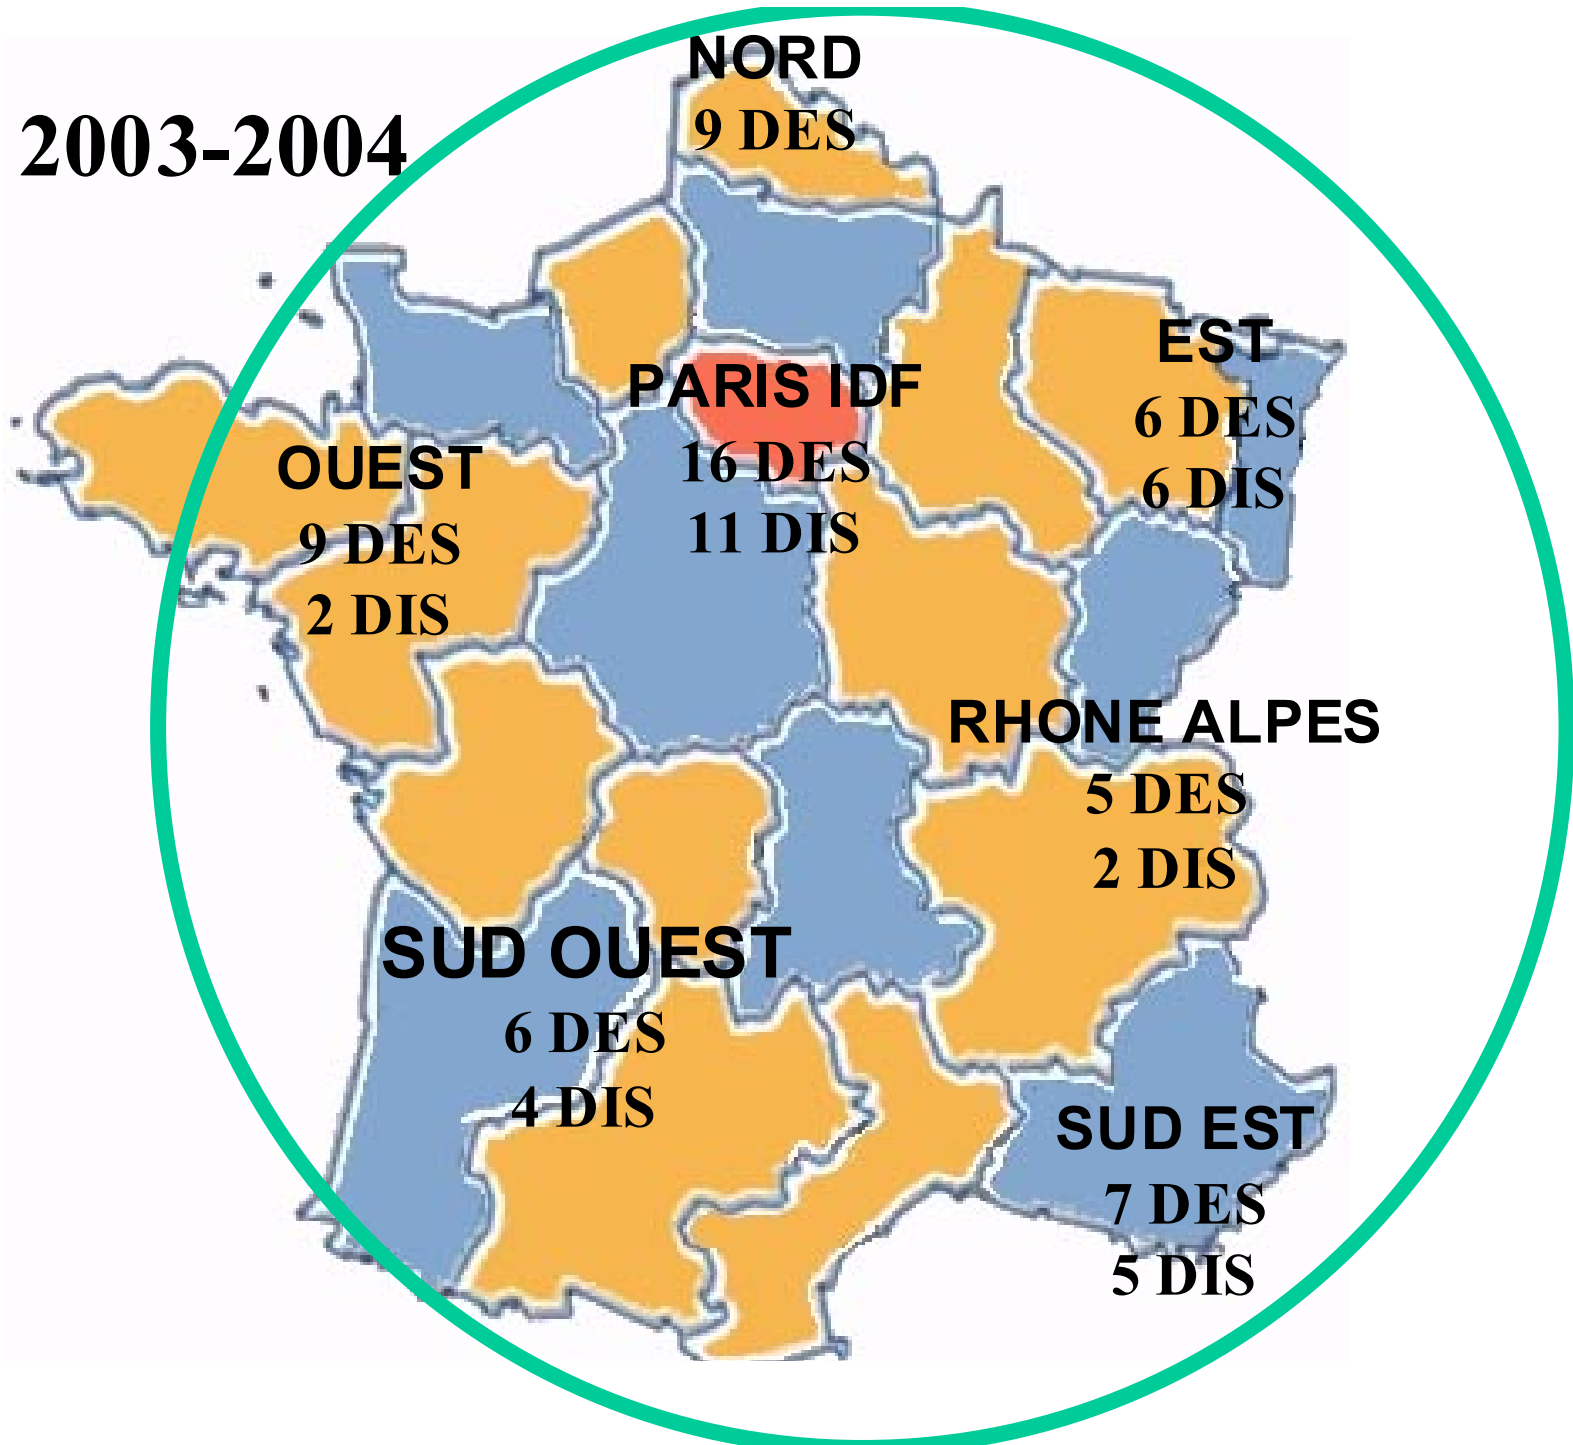 NORD
9 DES
2003-2004
EST
6 DES
6 DIS
PARIS IDF
16 DES
11 DIS
OUEST
9 DES
2 DIS
RHONE ALPES
5 DES
2 DIS
SUD OUEST
6 DES
4 DIS
SUD EST
7 DES
5 DIS